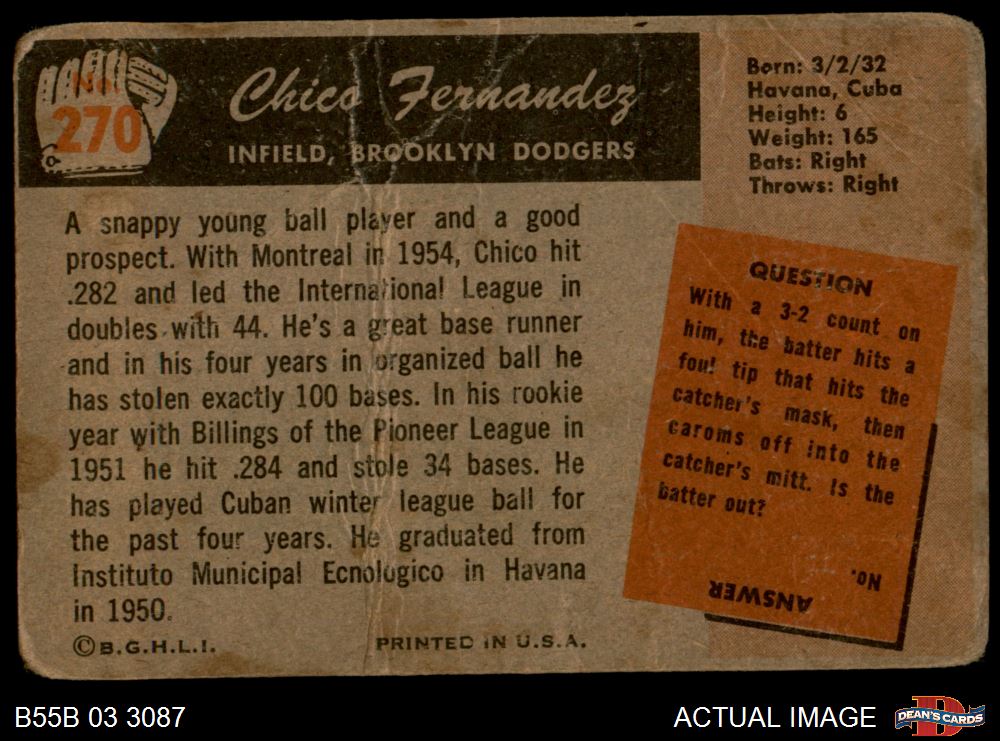 No.
270
Chico Fernandez
INFIELD, BROOKLYN DODGERS
Born: 3/2/32
Havana, Cuba
Height: 6
Weight: 165
Bats: Right
Throws: Right
A snappy young ball player and a good
prospect. With Montreal in 1954, Chico hit
.282 and led the International League in
doubles with 44. He's a great base runner
and in his four years in organized ball he
has stolen exactly 100 bases. In his rookie
year with Billings of the Pioneer League in
1951 he hit .284 and stole 34 bases. He
has played Cuban winter league ball for
the past four years. He graduated from
Instituto Municipal Ecnologico in Havana
in 1950.
©B.G.H.L.I.
PRINTED IN U.S.A.
QUESTION
With a 3-2 count on
him, the batter hits a
foul tip that hits the
catcher's mask, then
caroms off into the
catcher's mitt. Is the
batter out?
ANSWER
No.
B55B 03 3087
ACTUAL IMAGE
D
DEAN'S CARDS